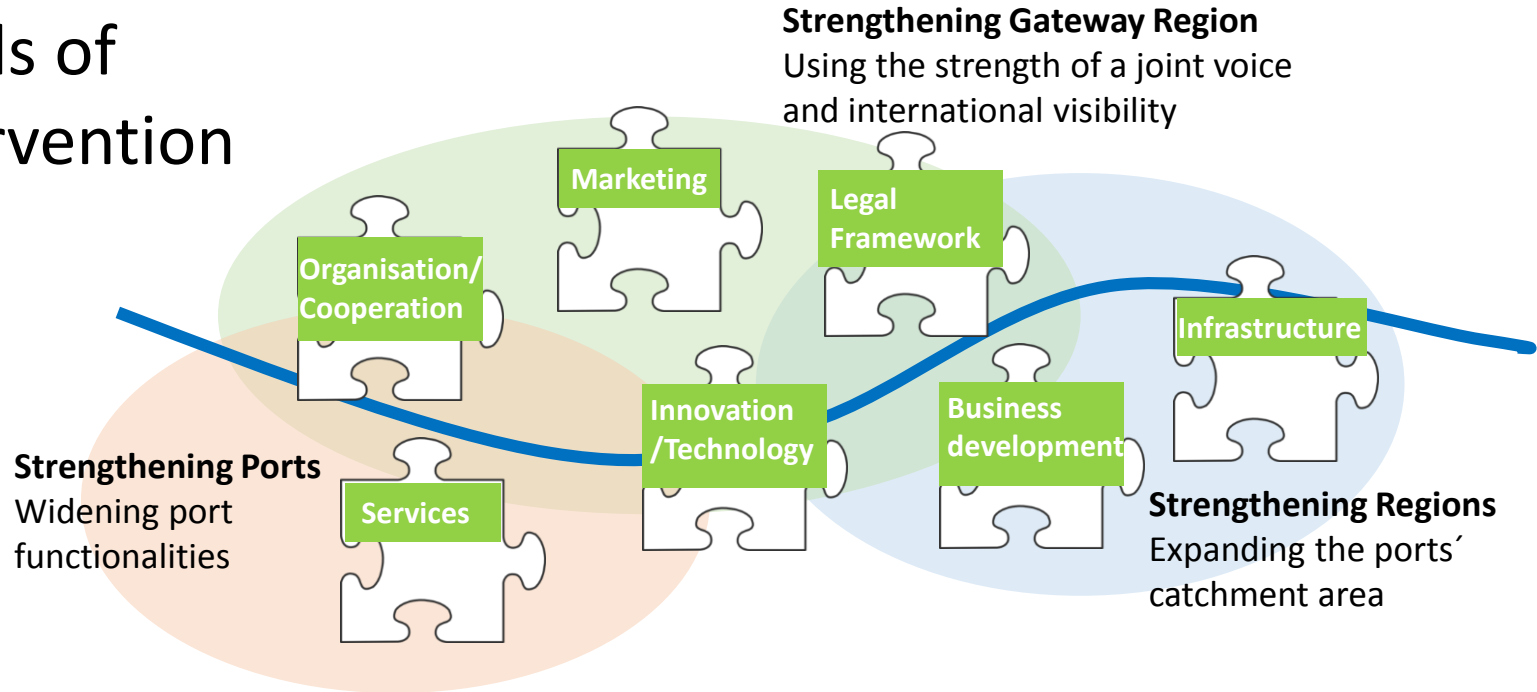 ls of
rvention
Strengthening Gateway Region
Using the strength of a joint voice
and international visibility
Marketing
Legal
Framework
Organisation/
Cooperation
Infrastructure
Innovation
/Technology
Business
development
Strengthening Ports
Widening port
functionalities
Services
Strengthening Regions
Expanding the ports´
catchment area